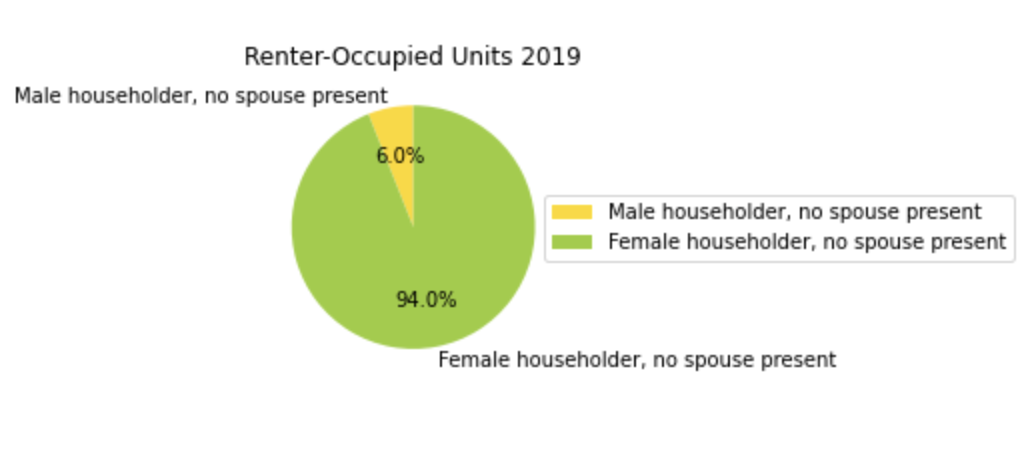 Renter-Occupied Units 2019
Male householder, no spouse present
6.0%
Male householder, no spouse present
Female householder, no spouse present
94.0%
Female householder, no spouse present